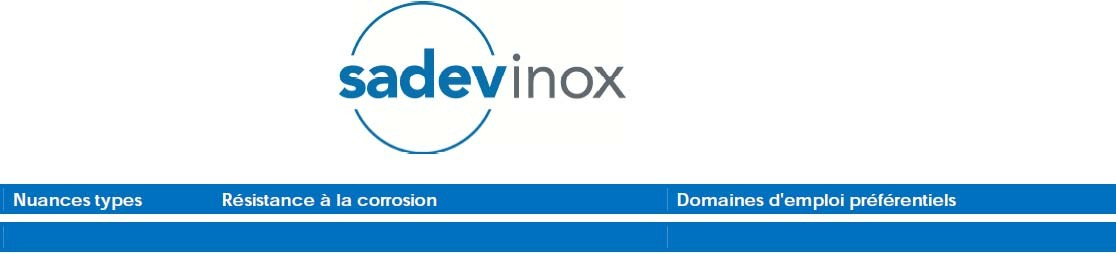 sadevinox
Nuances types Résistance à la corrosion Domaines d'emploi préférentiels